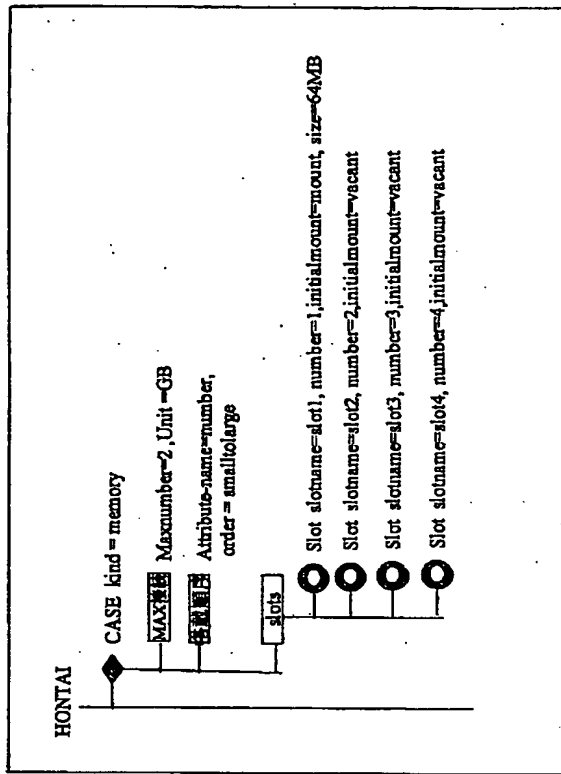 HONTAI
CASE kind = memory
MAX Maxnumber=2 ,Unit =GB
Attribute-name=number,
order = smalltolarge
slots
Slot slotname=slot1, number=1,initialmount=mount, size=64MB
Slot slotname=slot2, number=2,initialmount=vacant
Slot slotname=slot3, number=3,initialmount=vacant
Slot slotname=slot4, number=4,initialmount=vacant